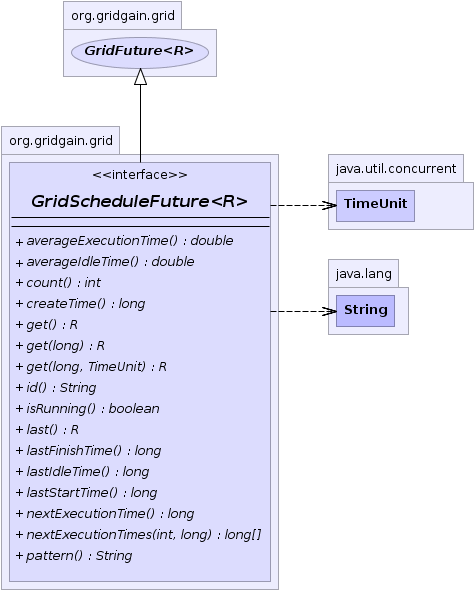 org.gridgain.grid
GridFuture<R>
org.gridgain.grid
<<interface>>
GridScheduleFuture<R>
+ averageExecutionTime() : double
+ averageIdleTime() : double
+ count() : int
+ createTime() : long
+ get() : R
+ get(long) : R
+ get(long, TimeUnit) : R
+ id() : String
+ isRunning() : boolean
+ last() : R
+ lastFinishTime() : long
+ lastIdleTime() : long
+ lastStartTime() : long
+ nextExecutionTime() : long
+ nextExecutionTimes(int, long) : long[]
+ pattern() : String
java.util.concurrent
TimeUnit
java.lang
String